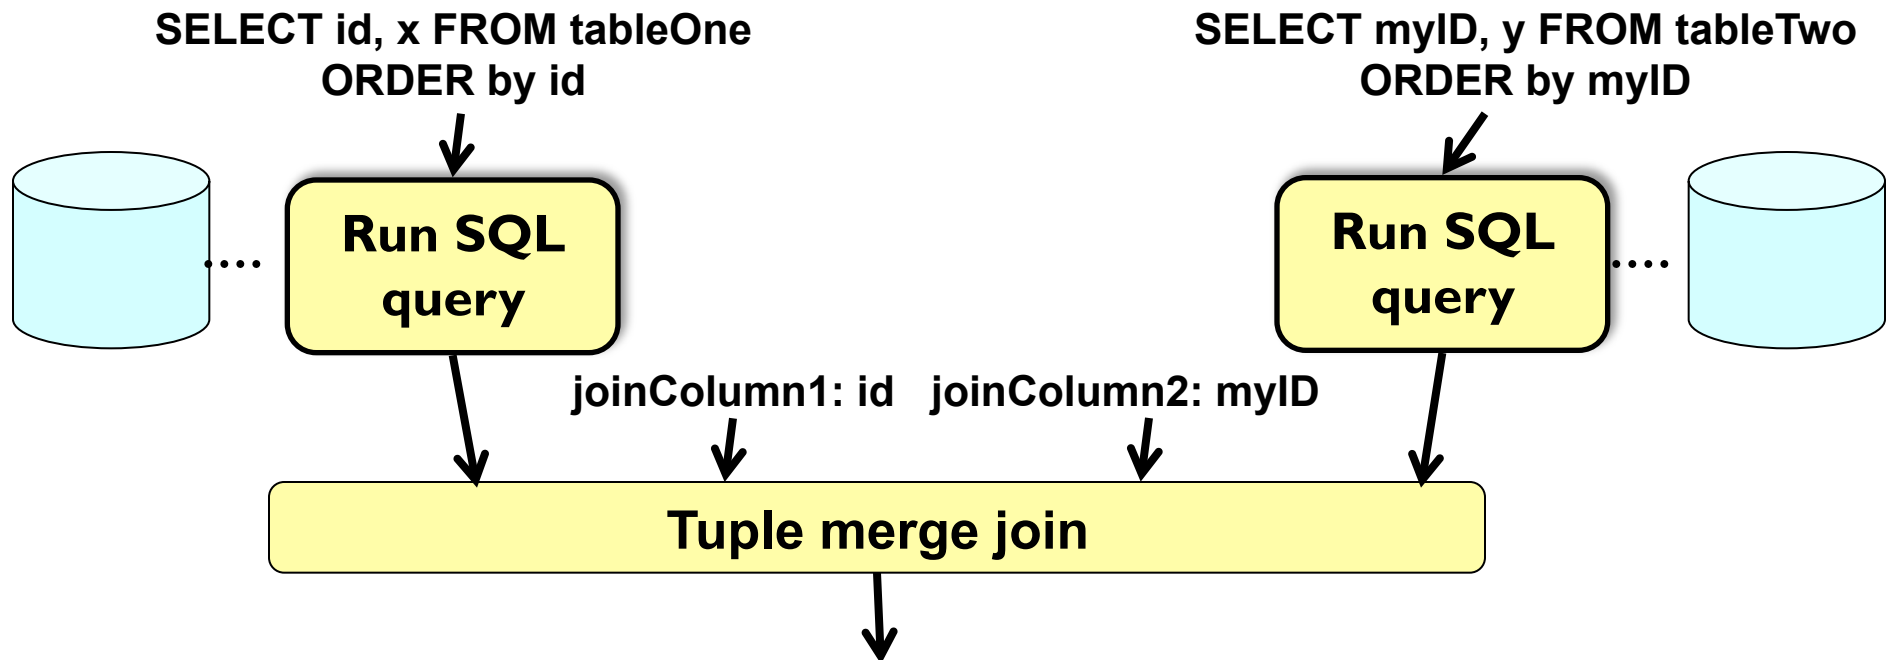 SELECT id, x FROM tableOne
ORDER by id
SELECT myID, y FROM tableTwo
ORDER by myID
Run SQL
query
Run SQL
query
joinColumn1: id
joinColumn2: myID
Tuple merge join